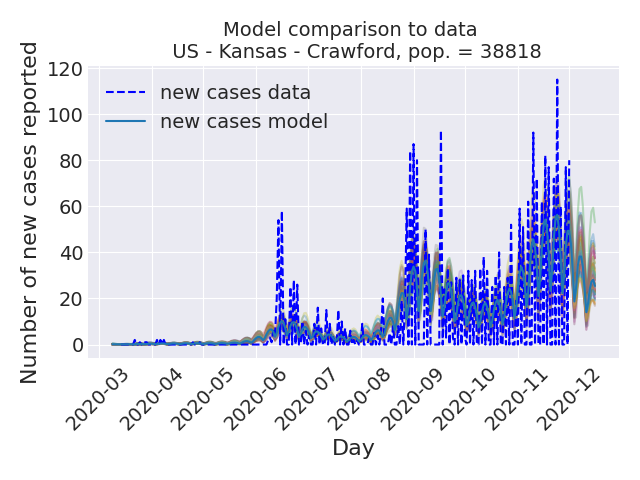 Model comparison to data
US - Kansas - Crawford, pop. = 38818
Number of new cases reported
120
100
80
60
40
20
0
new cases data
new cases model
2020-03
2020-04
2020-05
2020-06
2020-07
2020-08
2020-09
2020-10
2020-11
2020-12
Day